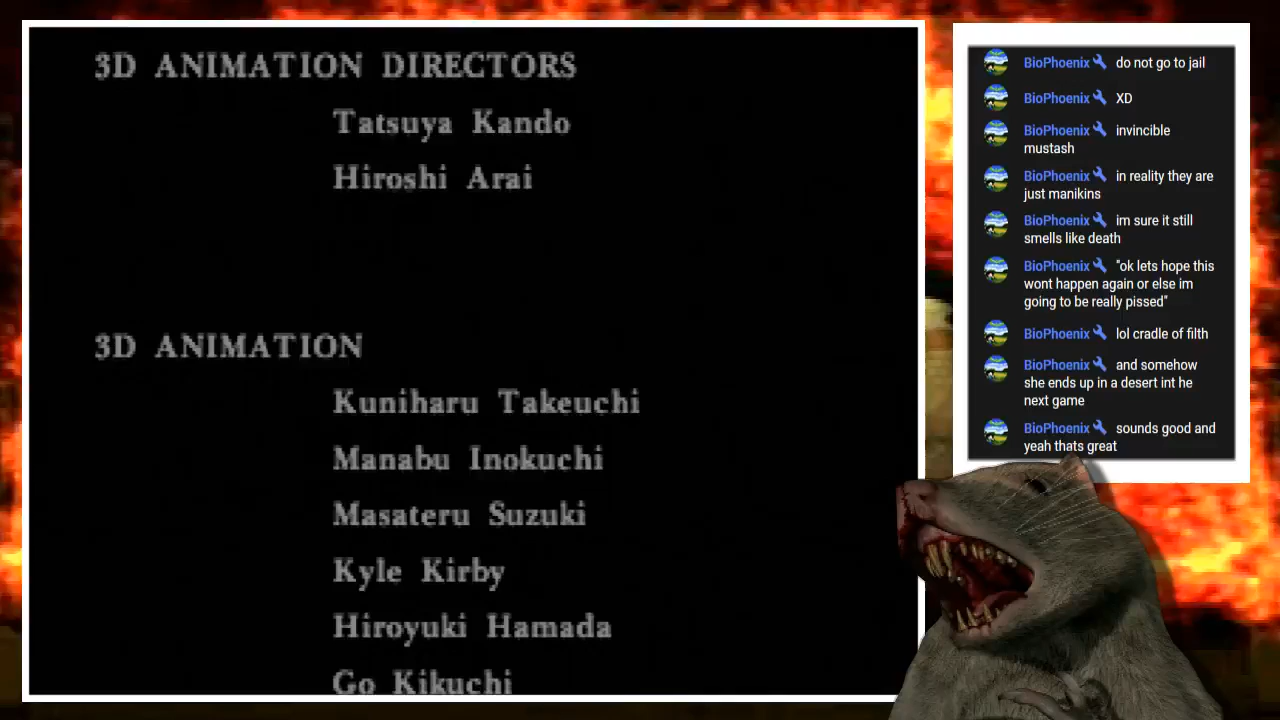 3D ANIMATION DIRECTORS
Tatsuya Kando
Hiroshi Arai
3D ANIMATION
Kuniharu Takeuchi
Manabu Inokuchi
Masateru Suzuki
Kyle Kirby
Hiroyuki Hamada
Go Kikuchi
BioPhoenix do not go to jail
BioPhoenix XD
BioPhoenix invincible
mustash
BioPhoenix in reality they are
just manikins
BioPhoenix im sure it still
smells like death
BioPhoenix "ok lets hope this
wont happen again or else im
going to be really pissed"
BioPhoenix lol cradle of filth
BioPhoenix and somehow
she ends up in a desert int he
next game
BioPhoenix sounds good and
yeah thats great